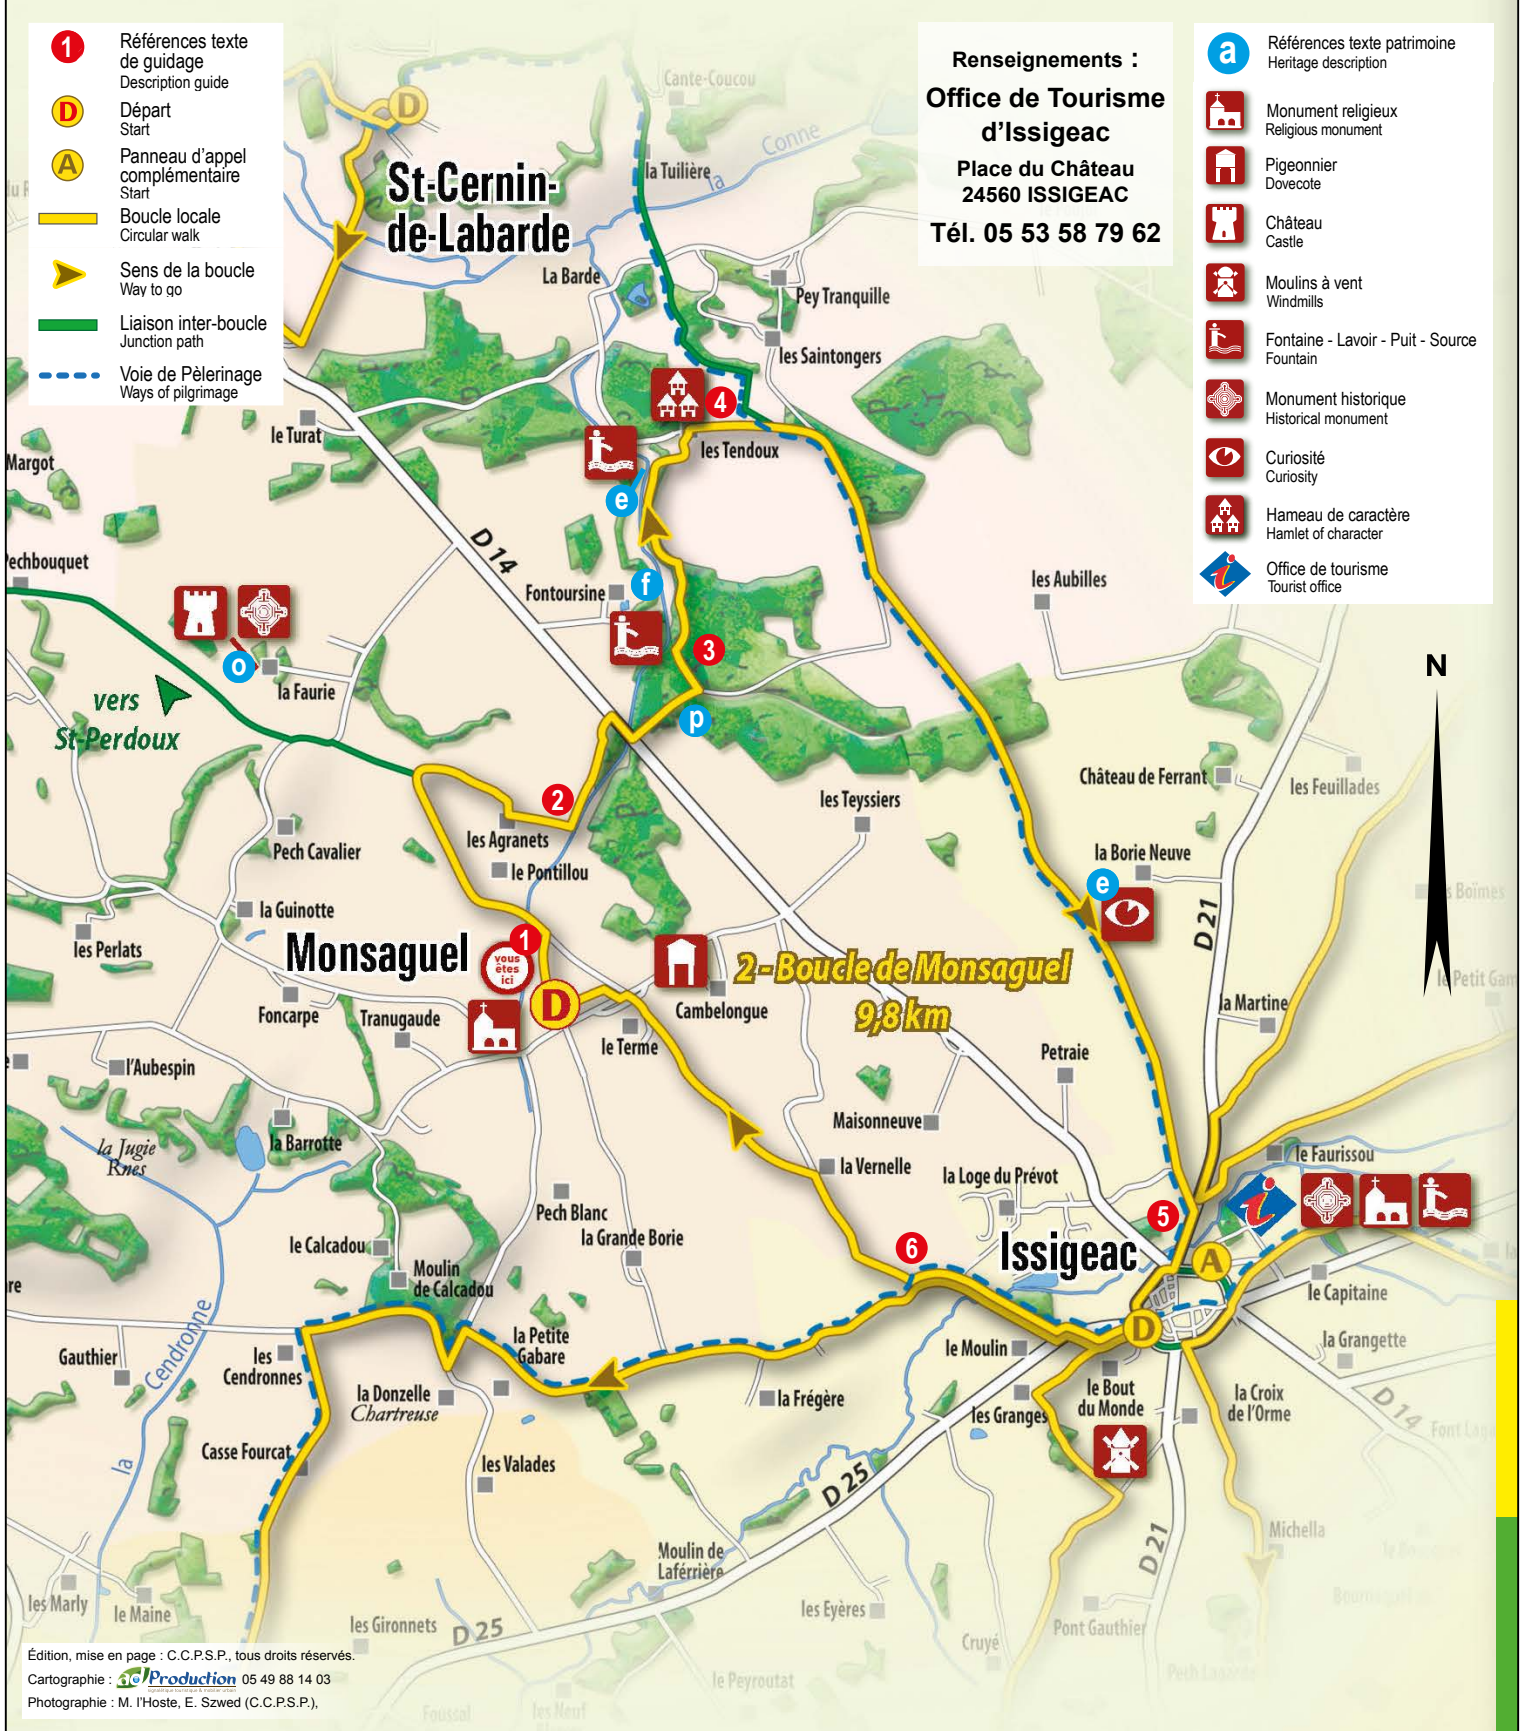 1
Références texte
de guidage
Description guide
D
Départ
Start
A
Panneau d'appel
complémentaire
Start
Boucle locale
Circular walk
Sens de la boucle
Way to go
Liaison inter-boucle
Junction path
Voie de Pèlerinage
Ways of pilgrimage
Renseignements :
Office de Tourisme
d'Issigeac
Place du Château
24560 ISSIGEAC
Tél. 05 53 58 79 62
a
Références texte patrimoine
Heritage description
Monument religieux
Religious monument
Pigeonnier
Dovecote
Château
Castle
Moulins à vent
Windmills
Fontaine - Lavoir - Puit - Source
Fountain
Monument historique
Historical monument
Curiosité
Curiosity
Hameau de caractère
Hamlet of character
Office de tourisme
Tourist office
N
D
Cante-Coucou
la Conne
la Tuilière
St-Cernin-
de-Labarde
La Barde
Pey Tranquille
les Saintongers
4
le Turat
Margot
les Tendoux
e
D 14
Pechbouquet
Fontoursine
f
les Aubilles
3
o
la Faurie
vers
St-Perdoux
p
Château de Ferrant
les Feuillades
2
les Teyssiers
les Agranets
Pech Cavalier
le Pontillou
la Borie Neuve
e
D 21
la Guinotte
les Perlats
Monsaguel
1
vous
êtes
ici
D
2 - Boucle de Monsaguel
9,8 km
Cambelongue
Foncarpe
Tranugaude
le Terme
la Martine
Petraie
l'Aubespin
Maisonneuve
la Barrotte
la Jugie
Rnes
la Vernelle
le Faurissou
la Loge du Prévot
Pech Blanc
la Grande Borie
5
6
Issigeac
A
le Calcadou
Moulin
de Calcadou
le Capitaine
D
la Grangette
la Petite
Gabare
le Moulin
Gauthier
les
Cendronnes
la Cendronne
la Donzelle
Chartreuse
la Frégère
les Granges
le Bout
du Monde
la Croix
de l'Orme
D 14
Casse Fourcat
les Valades
D 25
D 21
Michella
Moulin de
Laférrière
les Marly
le Maine
les Gironnets
D 25
les Eyères
Cruyé
Pont Gauthier
le Peyroutat
Foussal
Édition, mise en page : C.C.P.S.P., tous droits réservés.
Cartographie : ad Production 05 49 88 14 03
Photographie : M. l'Hoste, E. Szwed (C.C.P.S.P.),